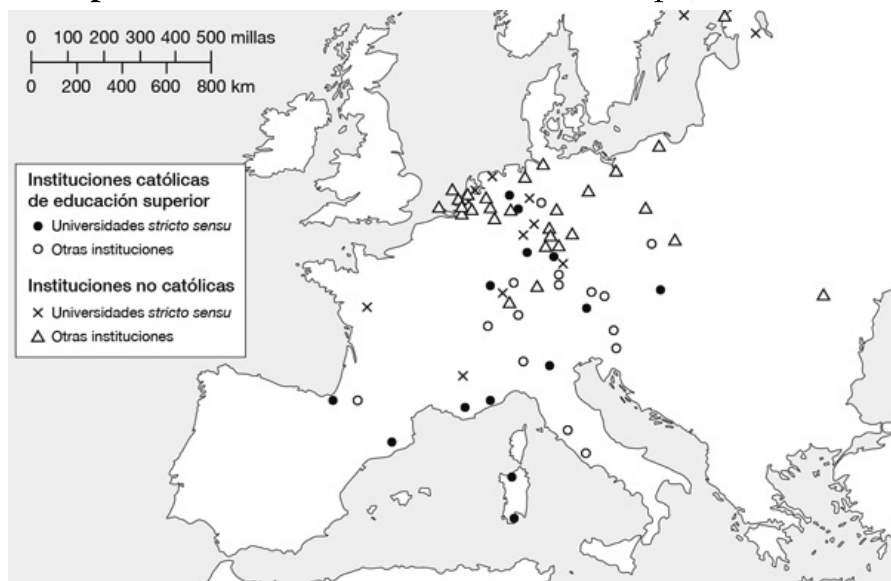 0 100 200 300 400 500 millas
0 200 400 600 800 km
Instituciones católicas
de educación superior
Universidades stricto sensu
Otras instituciones
Instituciones no católicas
Universidades stricto sensu
Otras instituciones